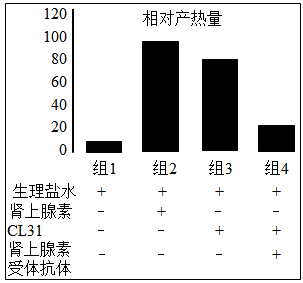 相对产热量
120
100
80
60
40
20
0
组1 组2 组3 组4
生理盐水 + + + +
肾上腺素 - + - -
CL31 - - + +
肾上腺素
受体抗体 - - - +